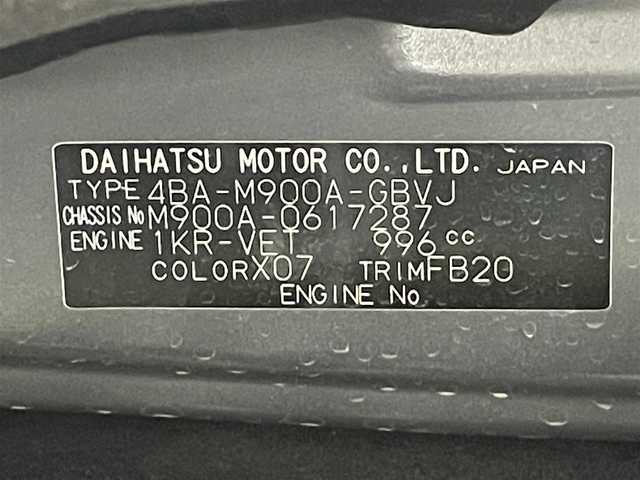 DAIHATSU MOTOR CO.,LTD. JAPAN
TYPE 4BA-M900A-GBVJ
CHASSIS No M900A-0617287
ENGINE 1KR-VET 996 cc
COLOR X07 TRIM FB20
ENGINE No